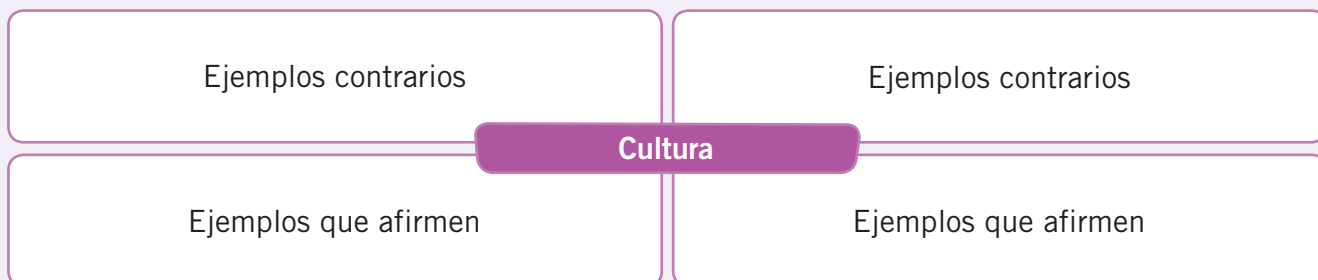 Ejemplos contrarios
Ejemplos contrarios
Cultura
Ejemplos que afirmen
Ejemplos que afirmen